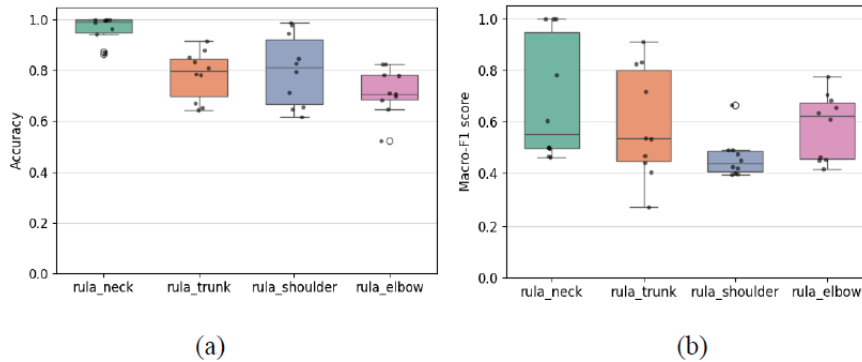 Accuracy
1.0
0.8
0.6
0.4
0.2
0.0
rula_neck rula_trunk rula_shoulder rula_elbow
(a)
Macro-F1 score
1.0
0.8
0.6
0.4
0.2
0.0
rula_neck rula_trunk rula_shoulder rula_elbow
(b)